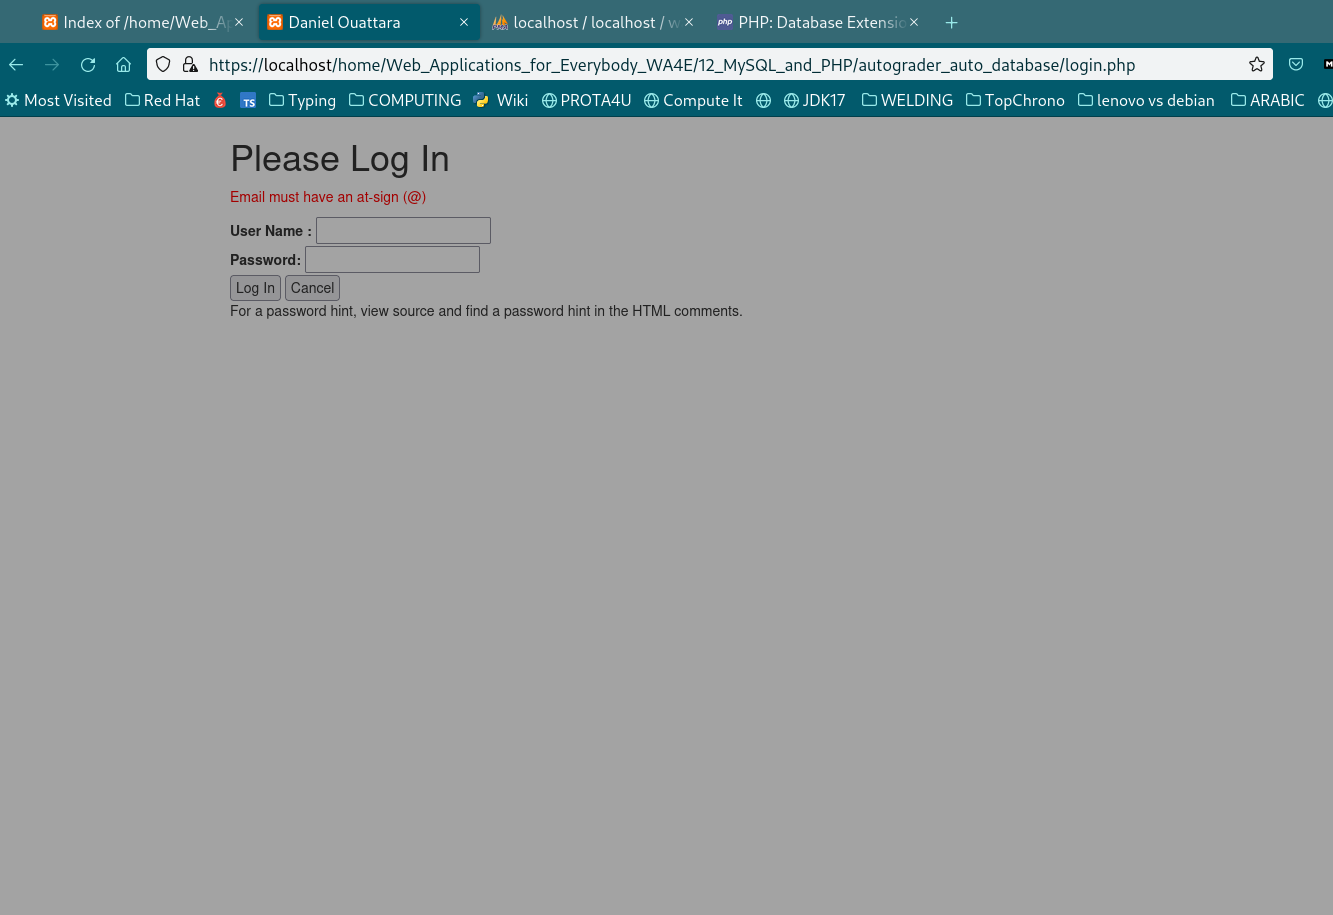 Index of /home/Web_Ap
Daniel Ouattara
localhost / localhost / w
php PHP: Database Extensio
https://localhost/home/Web_Applications_for_Everybody_WA4E/12_MySQL_and_PHP/autograder_auto_database/login.php
Most Visited Red Hat TS Typing COMPUTING Wiki PROTA4U Compute It JDK17 WELDING TopChrono lenovo vs debian ARABIC
Please Log In
Email must have an at-sign (@)
User Name :
Password:
Log In Cancel
For a password hint, view source and find a password hint in the HTML comments.